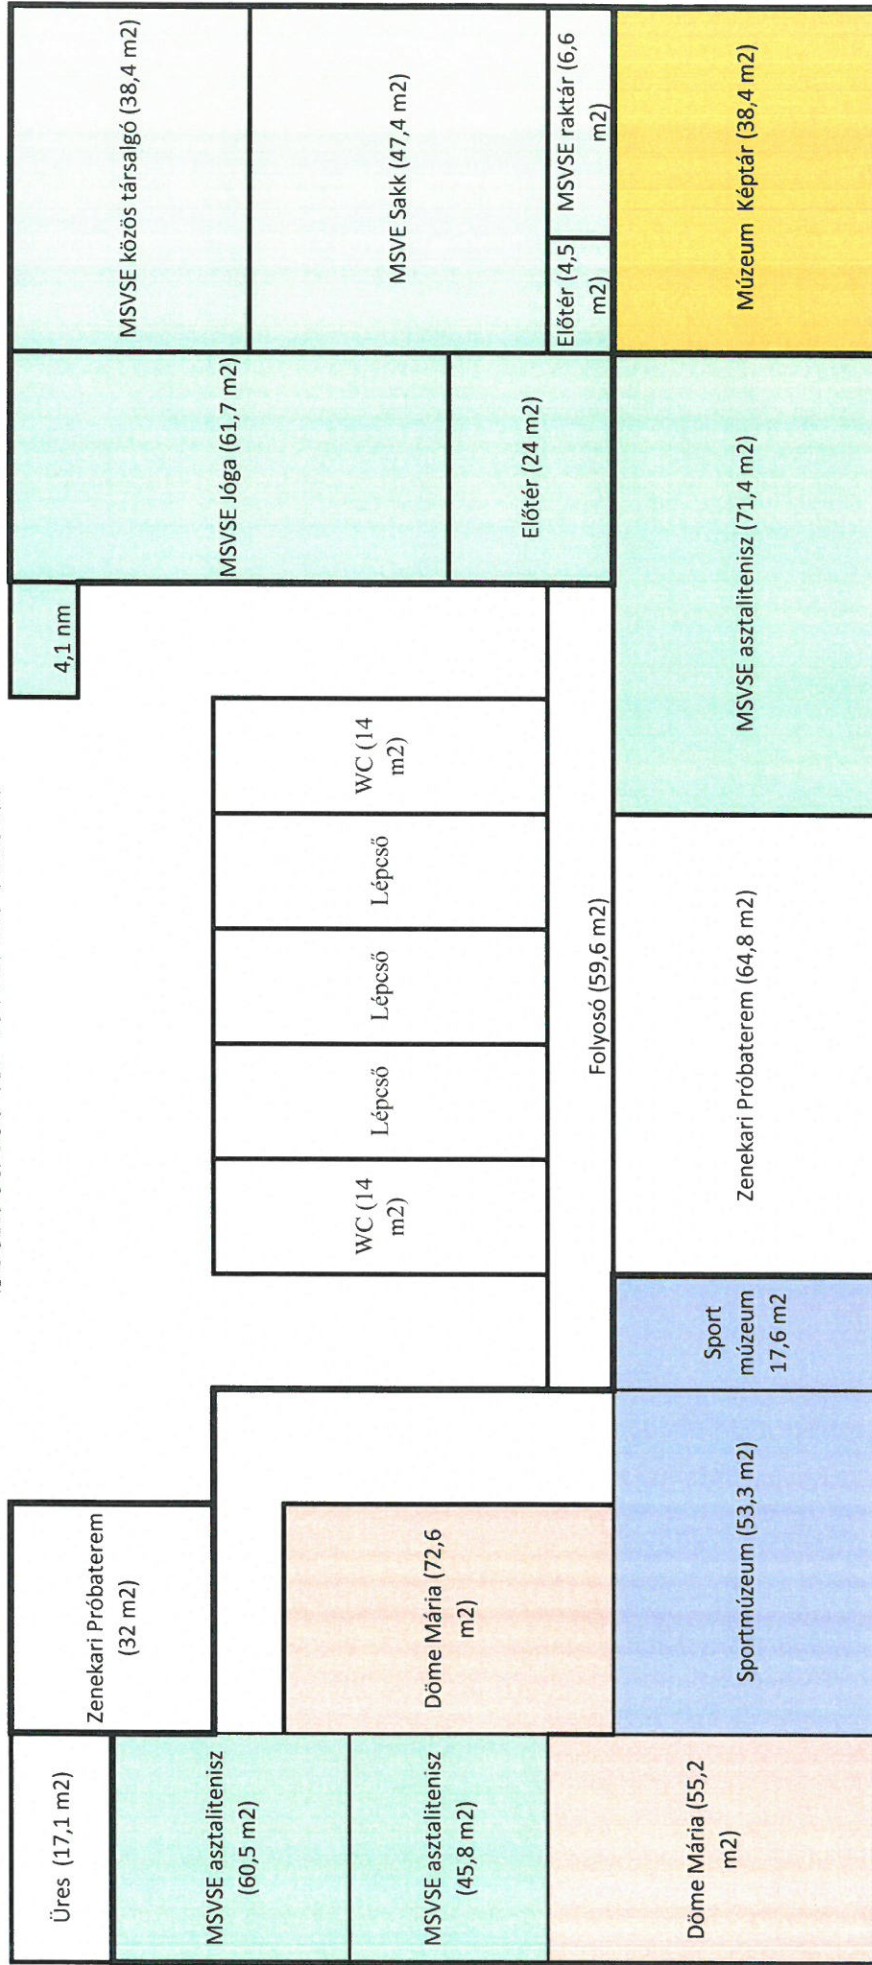 Üres (17,1 m2)
Zenekari Próbaterem
(32 m2)
4,1 nm
MSVSE Jóga (61,7 m2)
MSVSE közös társalgó (38,4 m2)
MSVSE asztalitenisz
(60,5 m2)
MSVSE asztalitenisz
(45,8 m2)
Döme Mária (72,6
m2)
WC (14
m2)
Lépcső
Lépcső
Lépcső
WC (14
m2)
Előtér (24 m2)
MSVE Sakk (47,4 m2)
Előtér (4,5
m2)
MSVSE raktár (6,6
m2)
Folyosó (59,6 m2)
Döme Mária (55,2
m2)
Sportmúzeum (53,3 m2)
Sport
múzeum
17,6 m2
Zenekari Próbaterem (64,8 m2)
MSVSE asztalitenisz (71,4 m2)
Múzeum Képtár (38,4 m2)